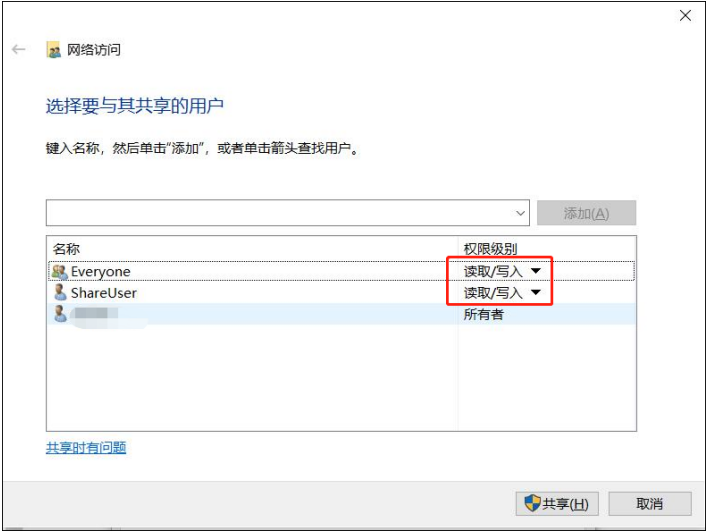 网络访问
选择要与其共享的用户
键入名称，然后单击"添加"，或者单击箭头查找用户。
添加(A)
名称 权限级别
Everyone 读取/写入
ShareUser 读取/写入
所有者
共享时有问题
共享(H) 取消